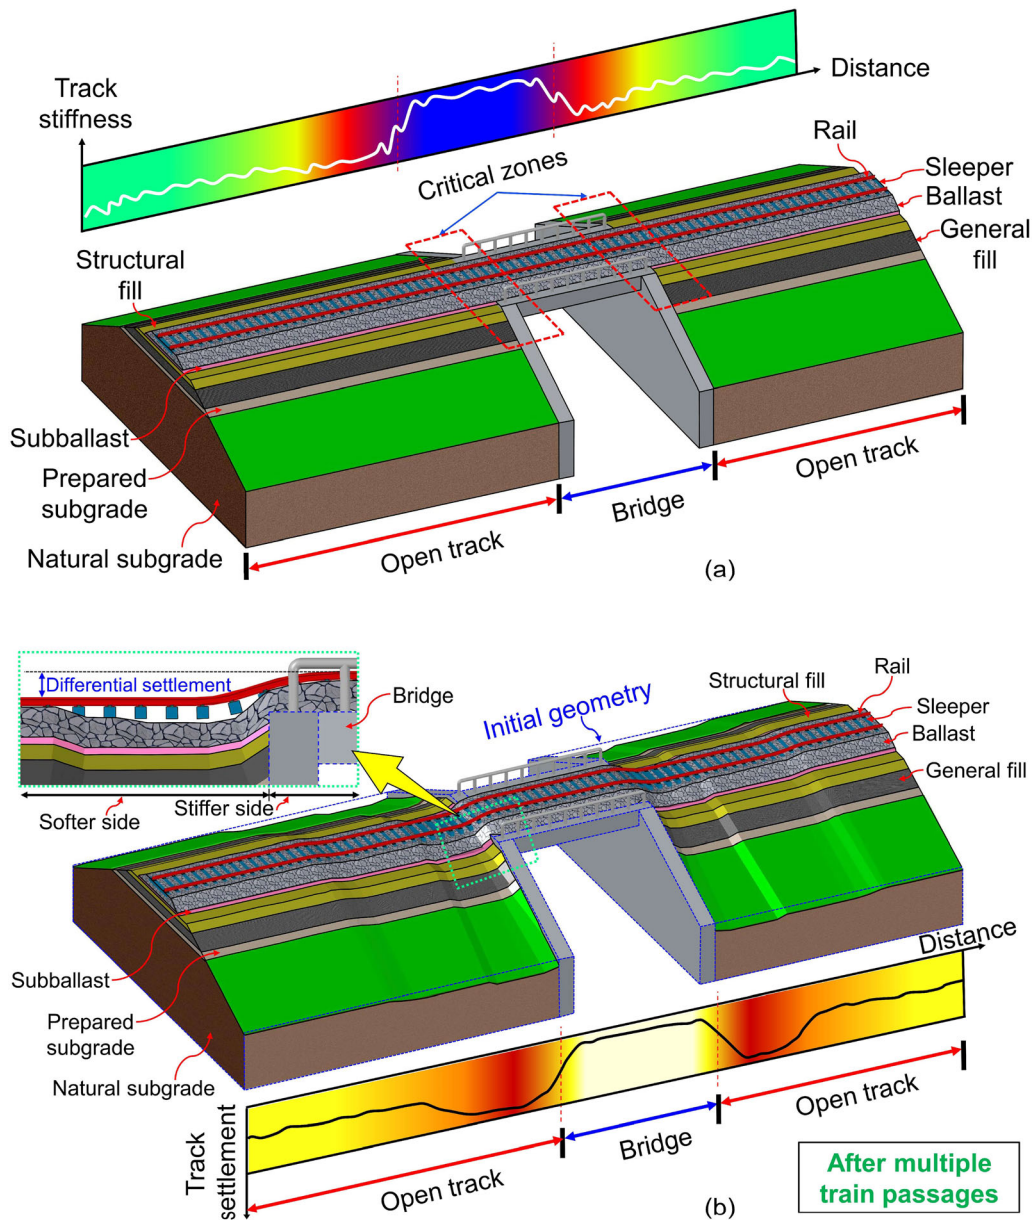 Track
stiffness
Distance
Critical zones
Rail
Sleeper
Ballast
General
fill
Structural
fill
Subballast
Prepared
subgrade
Natural subgrade
Open track
Bridge
Open track
(a)
Differential settlement
Bridge
Softer side
Stiffer side
Initial geometry
Structural fill
Rail
Sleeper
Ballast
General fill
Subballast
Prepared
subgrade
Natural subgrade
Distance
Track
settlement
Open track
Bridge
Open track
(b)
After multiple
train passages